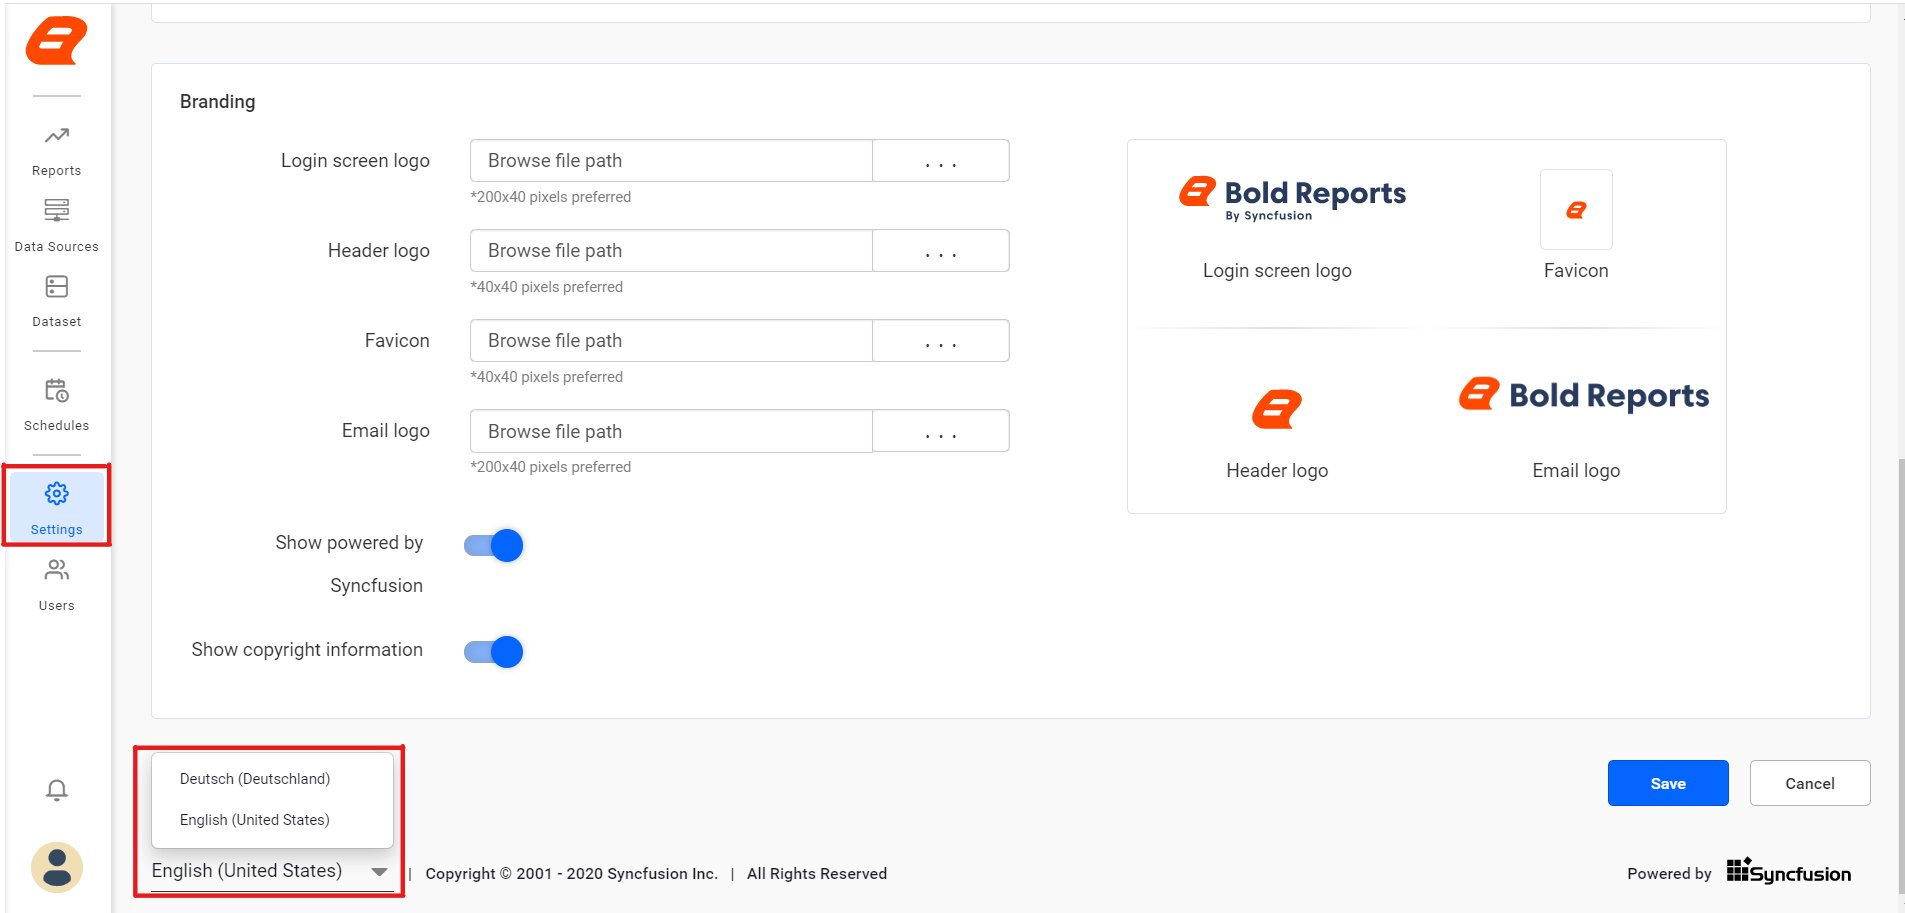 Reports
Data Sources
Dataset
Schedules
Settings
Users
Branding
Login screen logo
Browse file path
...
*200x40 pixels preferred
Header logo
Browse file path
...
*40x40 pixels preferred
Favicon
Browse file path
...
*40x40 pixels preferred
Email logo
Browse file path
...
*200x40 pixels preferred
Show powered by
Syncfusion
Show copyright information
Bold Reports
By Syncfusion
Login screen logo
Favicon
Header logo
Bold Reports
Email logo
Deutsch (Deutschland)
English (United States)
Save
Cancel
English (United States) | Copyright © 2001 - 2020 Syncfusion Inc. | All Rights Reserved
Powered by Syncfusion